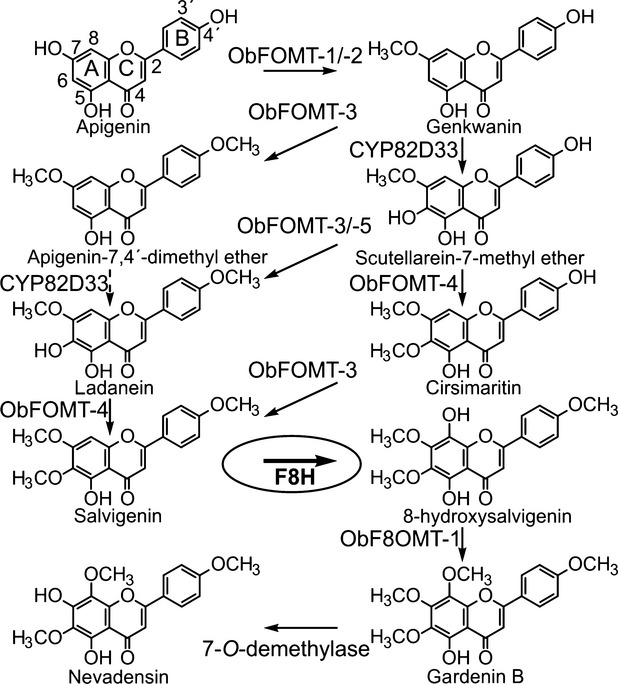 3´
HO 7 8 O 2 B 4´ OH
6 A C
5 4
OH O
Apigenin
ObFOMT-1/-2
H₃CO O OH
OH O
Genkwanin
ObFOMT-3
CYP82D33
H₃CO O OCH₃
OH O
Apigenin-7,4´-dimethyl ether
H₃CO O OH
HO
OH O
Scutellarein-7-methyl ether
ObFOMT-3/-5
CYP82D33
ObFOMT-4
H₃CO O OCH₃
HO
OH O
Ladanein
H₃CO O OH
H₃CO
OH O
Cirsimaritin
ObFOMT-3
ObFOMT-4
H₃CO O OCH₃
H₃CO
OH O
Salvigenin
F8H
HO
H₃CO O OCH₃
H₃CO
OH O
8-hydroxysalvigenin
ObF8OMT-1
OCH₃
HO O OCH₃
H₃CO
OH O
Nevadensin
7-O-demethylase
OCH₃
H₃CO O OCH₃
H₃CO
OH O
Gardenin B